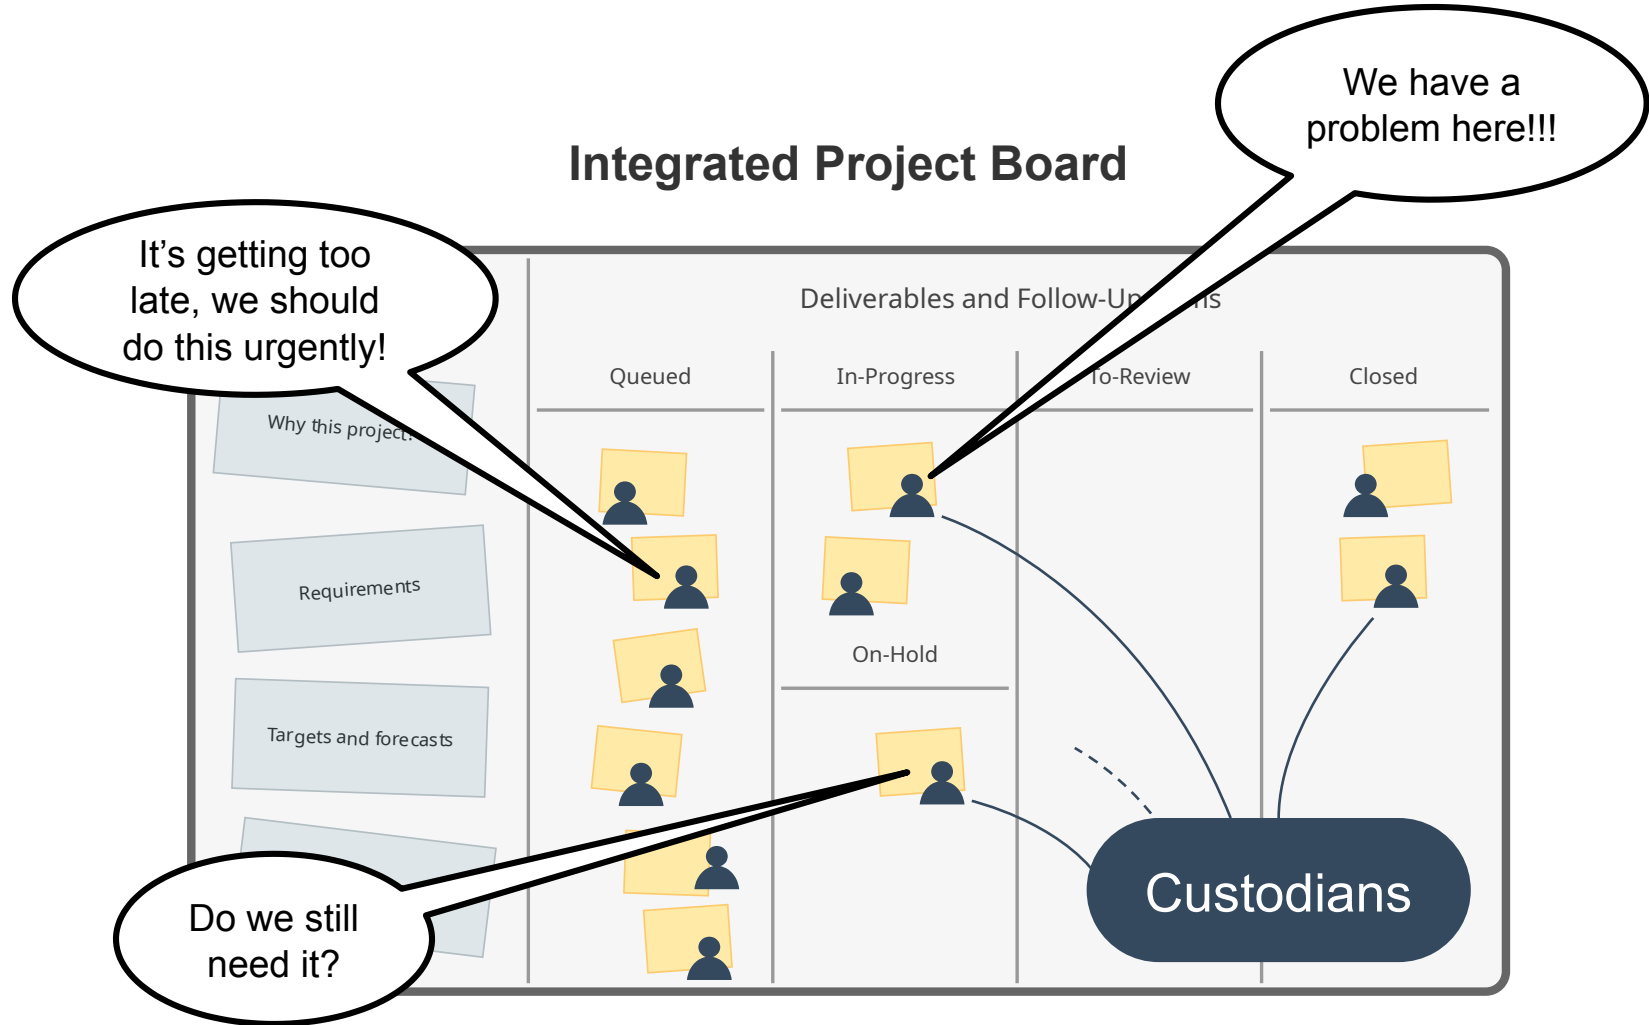 We have a
problem here!!!
Integrated Project Board
It’s getting too
late, we should
do this urgently!
Deliverables and Follow-Up
Queued
In-Progress
To-Review
Closed
Why this project?
Requirements
On-Hold
Targets and forecasts
Do we still
need it?
Custodians